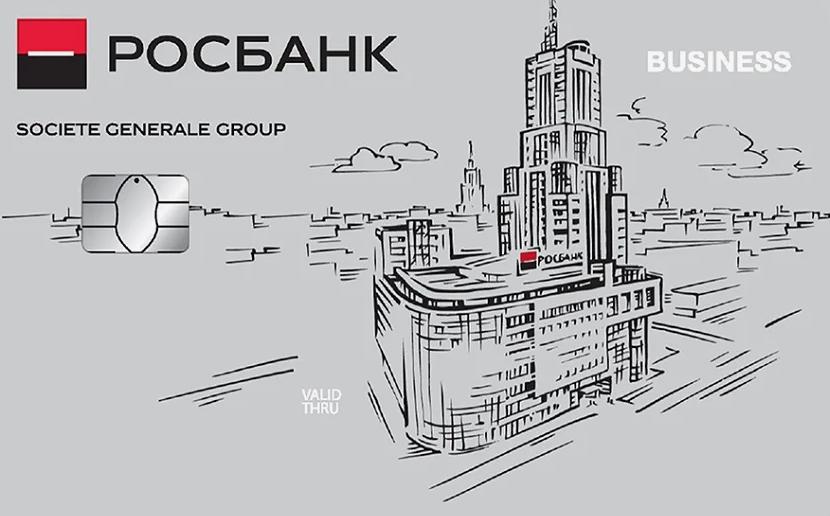 РОСБАНК
BUSINESS
SOCIETE GENERALE GROUP
РОСБАНК
VALID
THRU